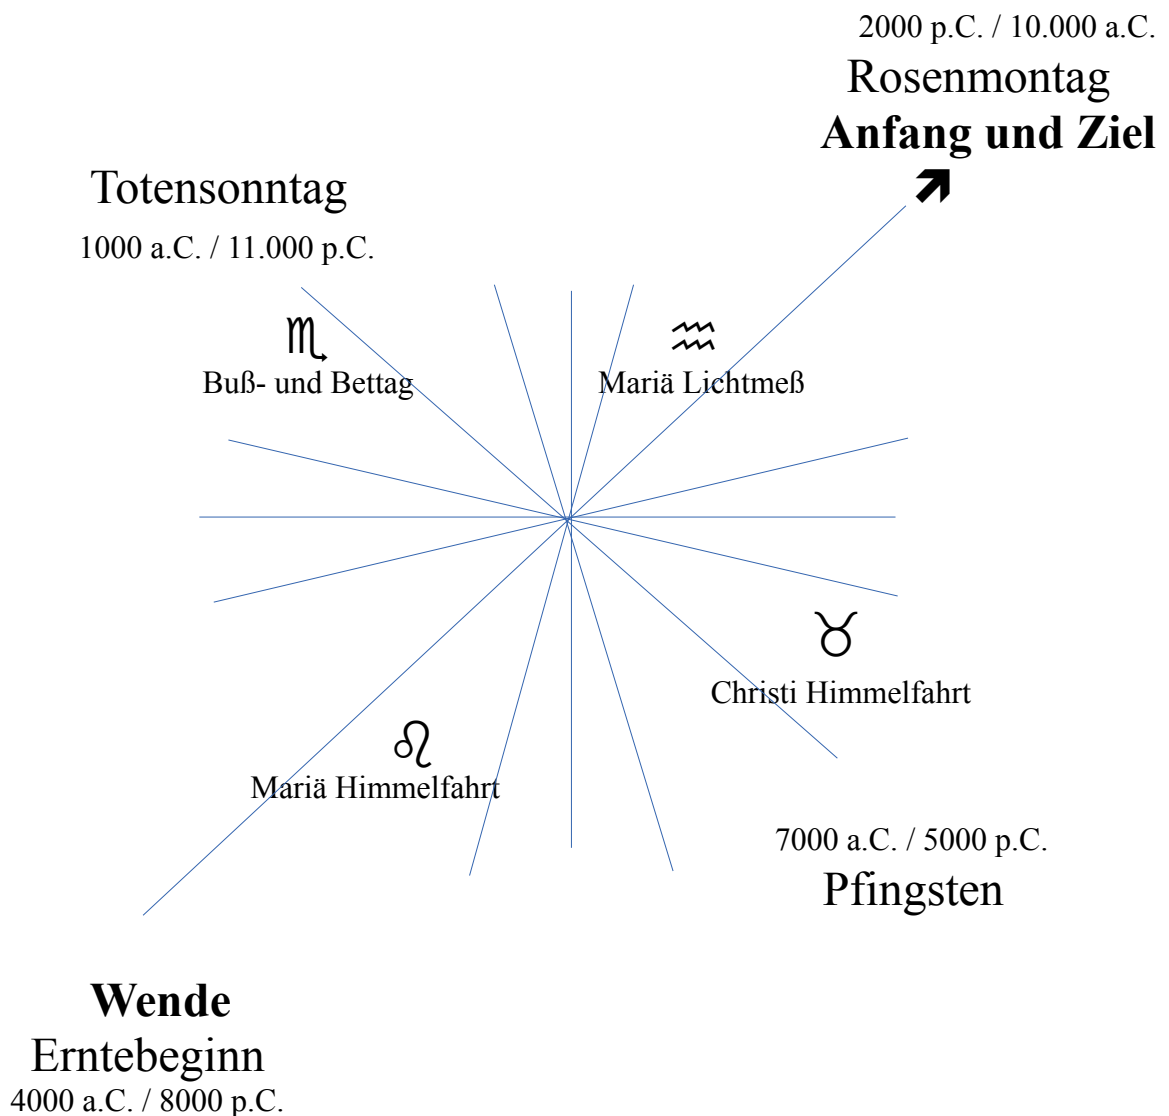 2000 p.C. / 10.000 a.C.
Rosenmontag
Anfang und Ziel
Totensonntag
1000 a.C. / 11.000 p.C.
♏
♒
Buß- und Bettag
Mariä Lichtmeß
♉
Christi Himmelfahrt
♌
Mariä Himmelfahrt
7000 a.C. / 5000 p.C.
Pfingsten
Wende
Erntebeginn
4000 a.C. / 8000 p.C.